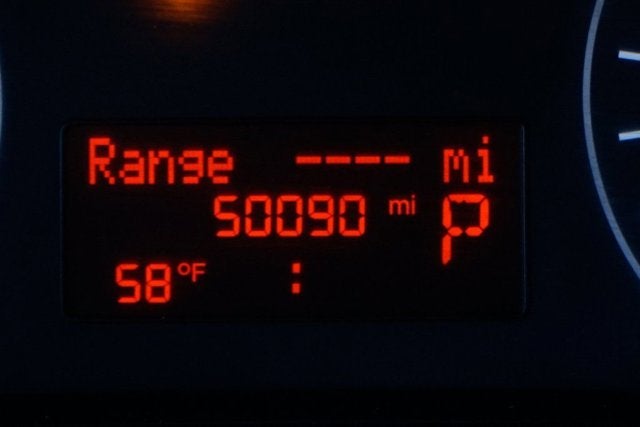 Range ---- mi
50090 mi P
58°F :